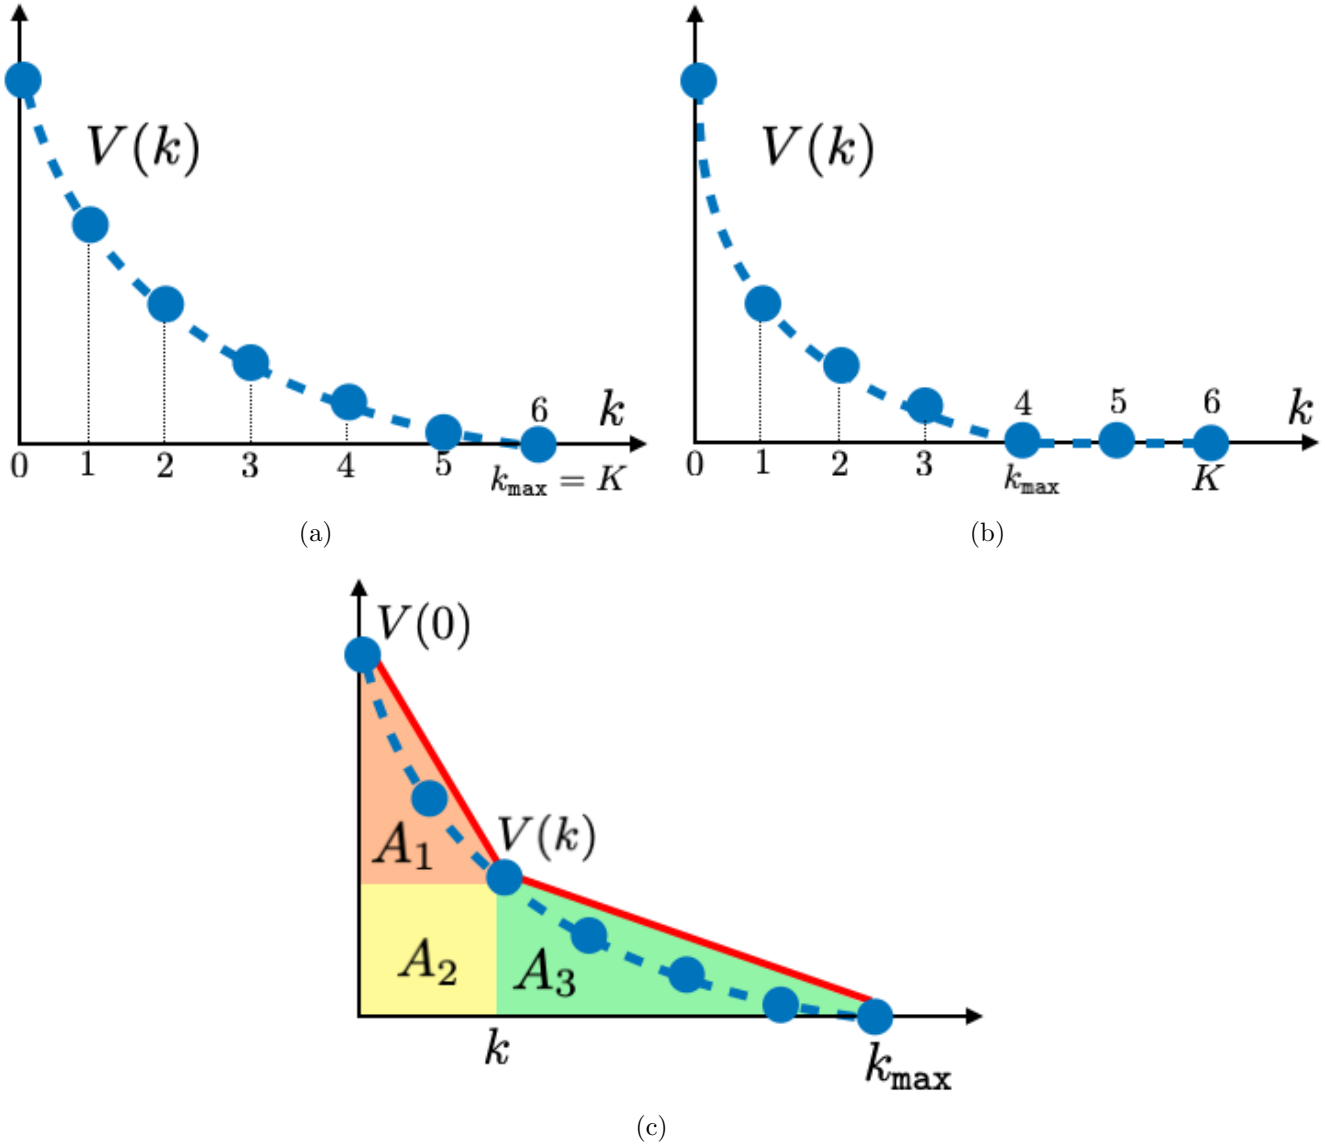 V(k)
6
k
0 1 2 3 4 5
k_max = K
(a)
V(k)
4 5 6
k
0 1 2 3
k_max K
(b)
V(0)
V(k)
A_1
A_2 A_3
k
k_max
(c)